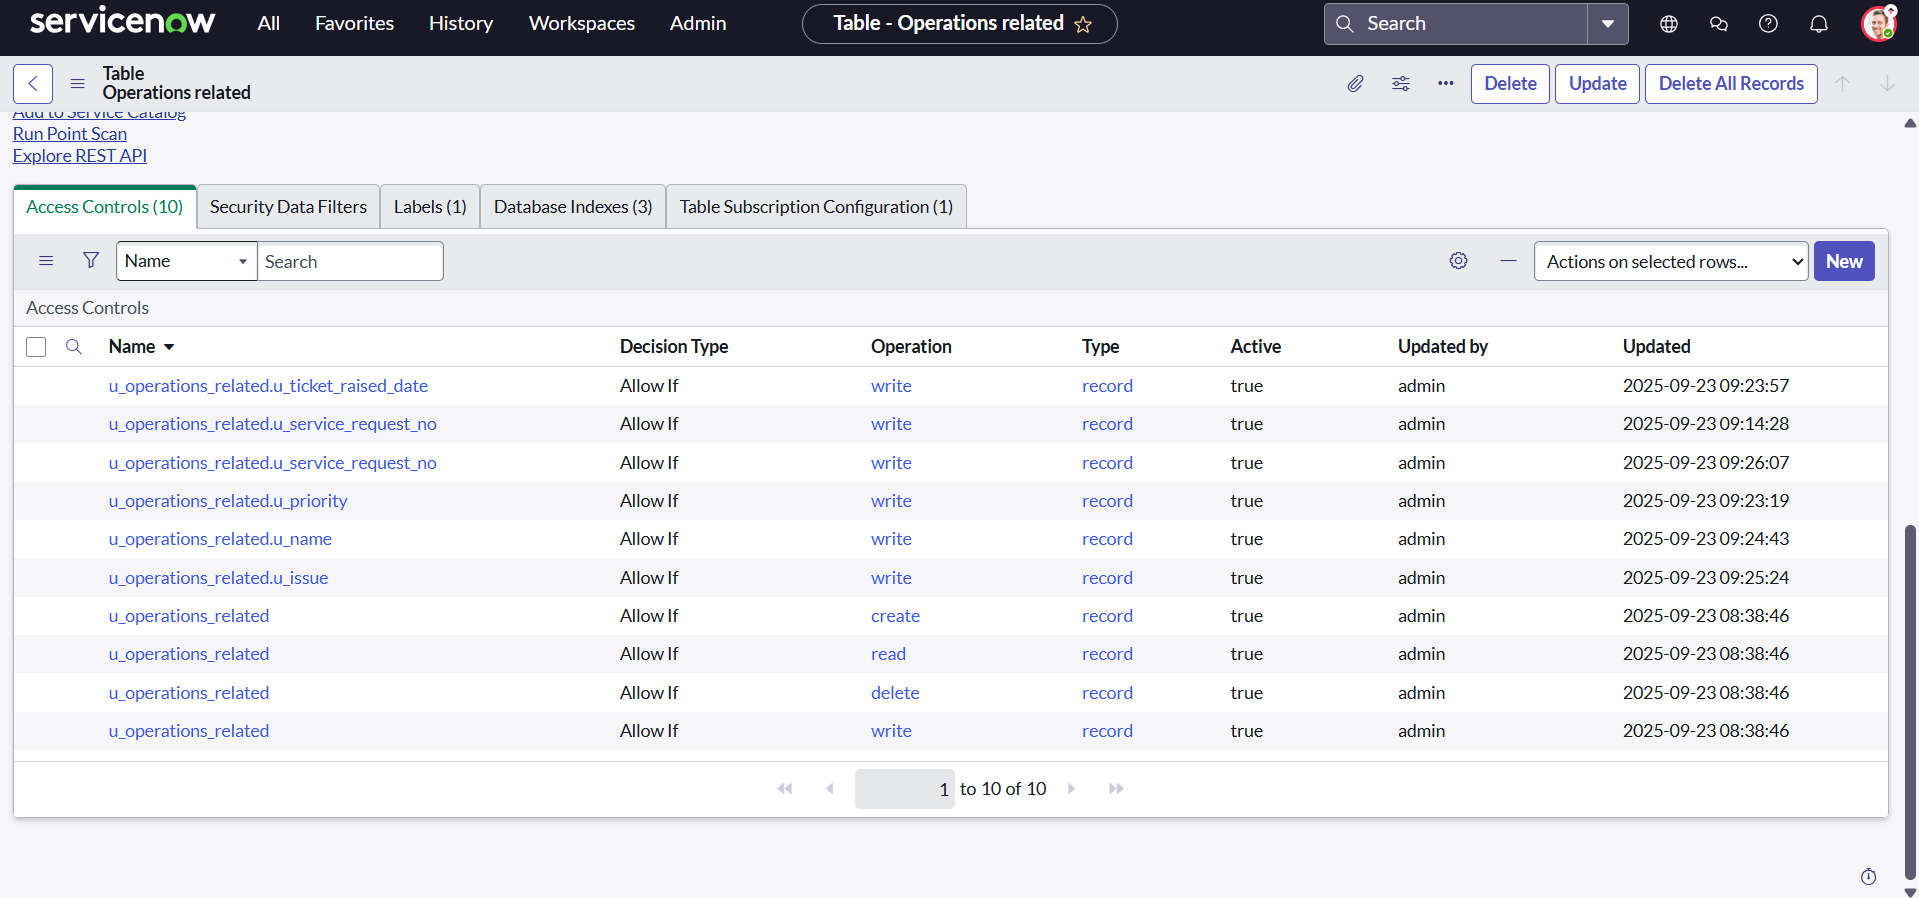 servicenow All Favorites History Workspaces Admin Table - Operations related Search
Table
Operations related
Delete Update Delete All Records
Add to Service Catalog
Run Point Scan
Explore REST API
Access Controls (10) Security Data Filters Labels (1) Database Indexes (3) Table Subscription Configuration (1)
Name Search Actions on selected rows... New
Access Controls
Name Decision Type Operation Type Active Updated by Updated
u_operations_related.u_ticket_raised_date Allow If write record true admin 2025-09-23 09:23:57
u_operations_related.u_service_request_no Allow If write record true admin 2025-09-23 09:14:28
u_operations_related.u_service_request_no Allow If write record true admin 2025-09-23 09:26:07
u_operations_related.u_priority Allow If write record true admin 2025-09-23 09:23:19
u_operations_related.u_name Allow If write record true admin 2025-09-23 09:24:43
u_operations_related.u_issue Allow If write record true admin 2025-09-23 09:25:24
u_operations_related Allow If create record true admin 2025-09-23 08:38:46
u_operations_related Allow If read record true admin 2025-09-23 08:38:46
u_operations_related Allow If delete record true admin 2025-09-23 08:38:46
u_operations_related Allow If write record true admin 2025-09-23 08:38:46
1 to 10 of 10